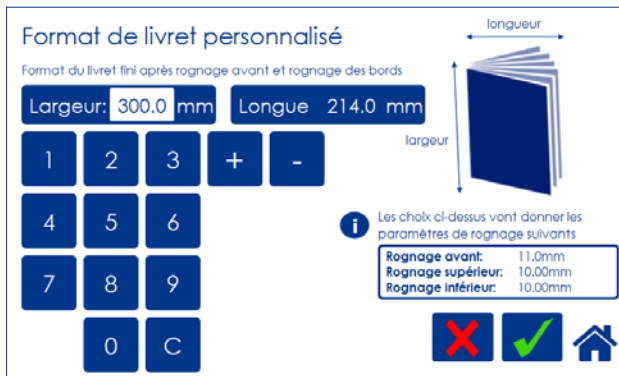 Format de livret personnalisé
longueur
Format du livret fini après rognage avant et rognage des bords
Largeur: 300.0 mm
Longue 214.0 mm
largeur
1 2 3 + -
4 5 6
7 8 9
0 C
i
Les choix ci-dessus vont donner les
paramètres de rognage suivants
Rognage avant: 11.0mm
Rognage supérieur: 10.00mm
Rognage intérieur: 10.00mm